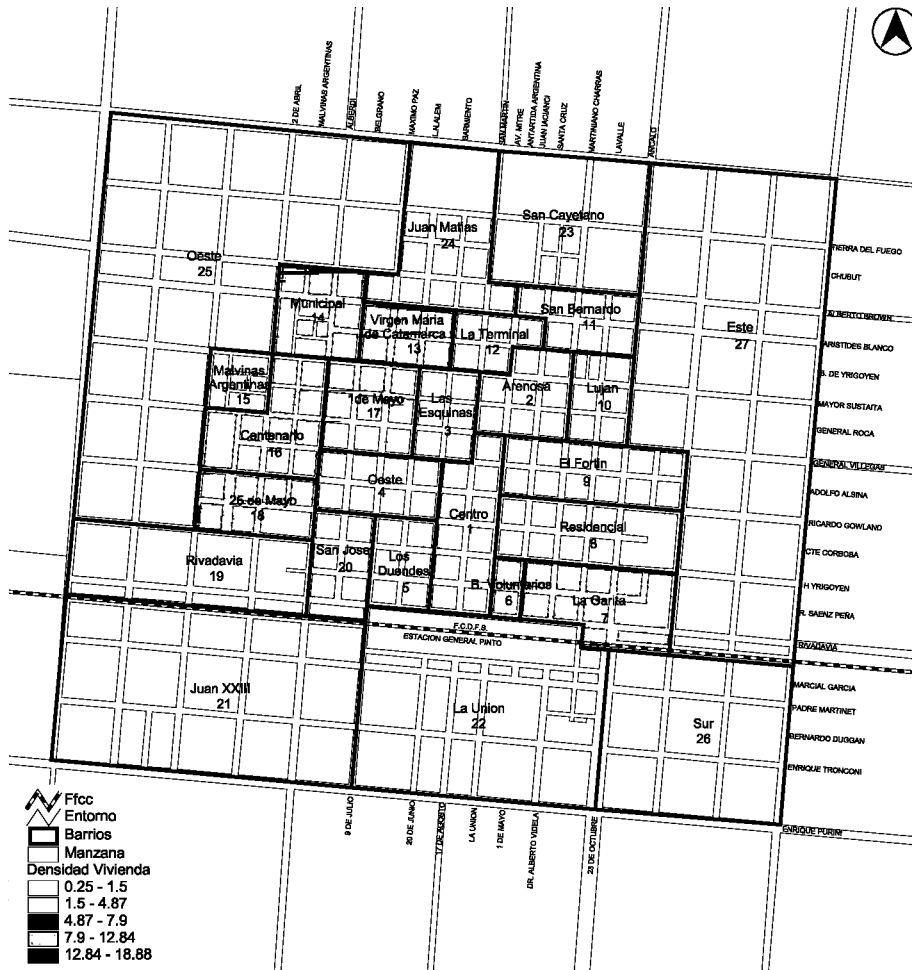 2 DE ABRIL
MALVINAS ARGENTINAS
ALBERDI
BELGRANO
MAXIMO PAZ
L.ALALEM
SARMIENTO
SAN MARTIN
AV. MITRE
ANTARTIDA ARGENTINA
SANTA CRUZ
MARTINIANO CHARRAS
LAVALLE
Juan Matias
24
San Cayetano
23
Oeste
25
TIERRA DEL FUEGO
CHUBUT
Municipal
14
Virgen Maria
de Catamarca
13
La Terminal
12
San Bernardo
11
Este
27
ALBERTO BROWN
ARISTIDES BLANCO
B. DE YRIGOYEN
MAYOR SUSTAITA
GENERAL ROCA
GENERAL VILLEGAS
ADOLFO ALSINA
RICARDO GOWLAND
CTE CORBOBA
H YRIGOYEN
R. SAENZ PEÑA
RIVADAVIA
Malvinas
Argentinas
15
1de Mayo
17
Las
Esquinas
3
Arenosa
2
Lujan
10
Centenario
16
Oeste
4
El Fortin
9
25 de Mayo
18
Centro
1
Residencial
8
Rivadavia
19
San Jose
20
Los
Duendes
5
B. Voluntarios
6
La Garita
7
F.C.D.F.S.
ESTACION GENERAL PINTO
Juan XXIII
21
La Union
22
Sur
26
MARCIAL GARCIA
PADRE MARTINET
BERNARDO DUGGAN
ENRIQUE TRONCONI
ENRIQUE PURINI
9 DE JULIO
20 DE JUNIO
17 DE AGOSTO
LA UNION
1 DE MAYO
DR. ALBERTO VIDELA
23 DE OCTUBRE
Ffcc
Entorno
Barrios
Manzana
Densidad Vivienda
0.25 - 1.5
1.5 - 4.87
4.87 - 7.9
7.9 - 12.84
12.84 - 18.88